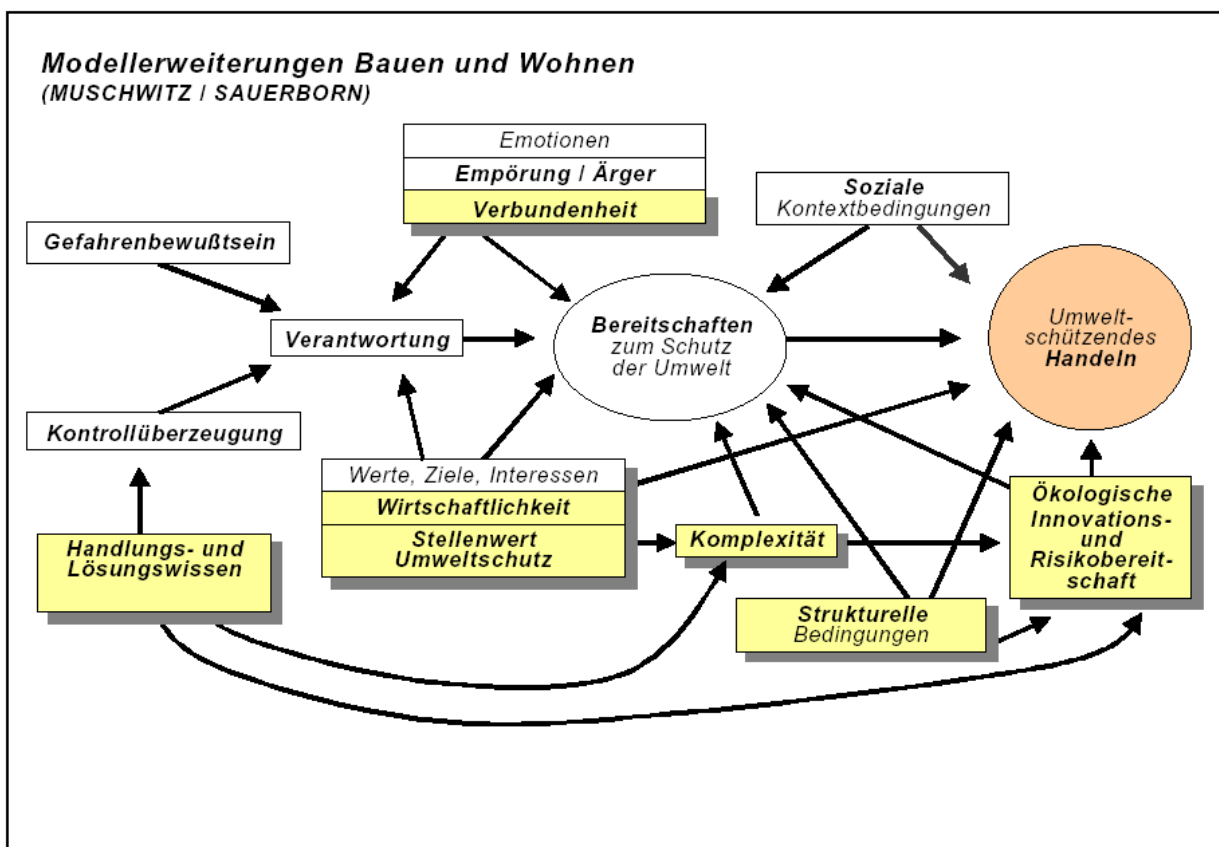 Modellerweiterungen Bauen und Wohnen
(MUSCHWITZ / SAUERBORN)
Emotionen
Empörung / Ärger
Verbundenheit
Soziale
Kontextbedingungen
Gefahrenbewußtsein
Verantwortung
Bereitschaften
zum Schutz
der Umwelt
Umwelt-
schützendes
Handeln
Kontrollüberzeugung
Werte, Ziele, Interessen
Wirtschaftlichkeit
Stellenwert
Umweltschutz
Komplexität
Ökologische
Innovations-
und
Risikobereit-
schaft
Handlungs- und
Lösungswissen
Strukturelle
Bedingungen